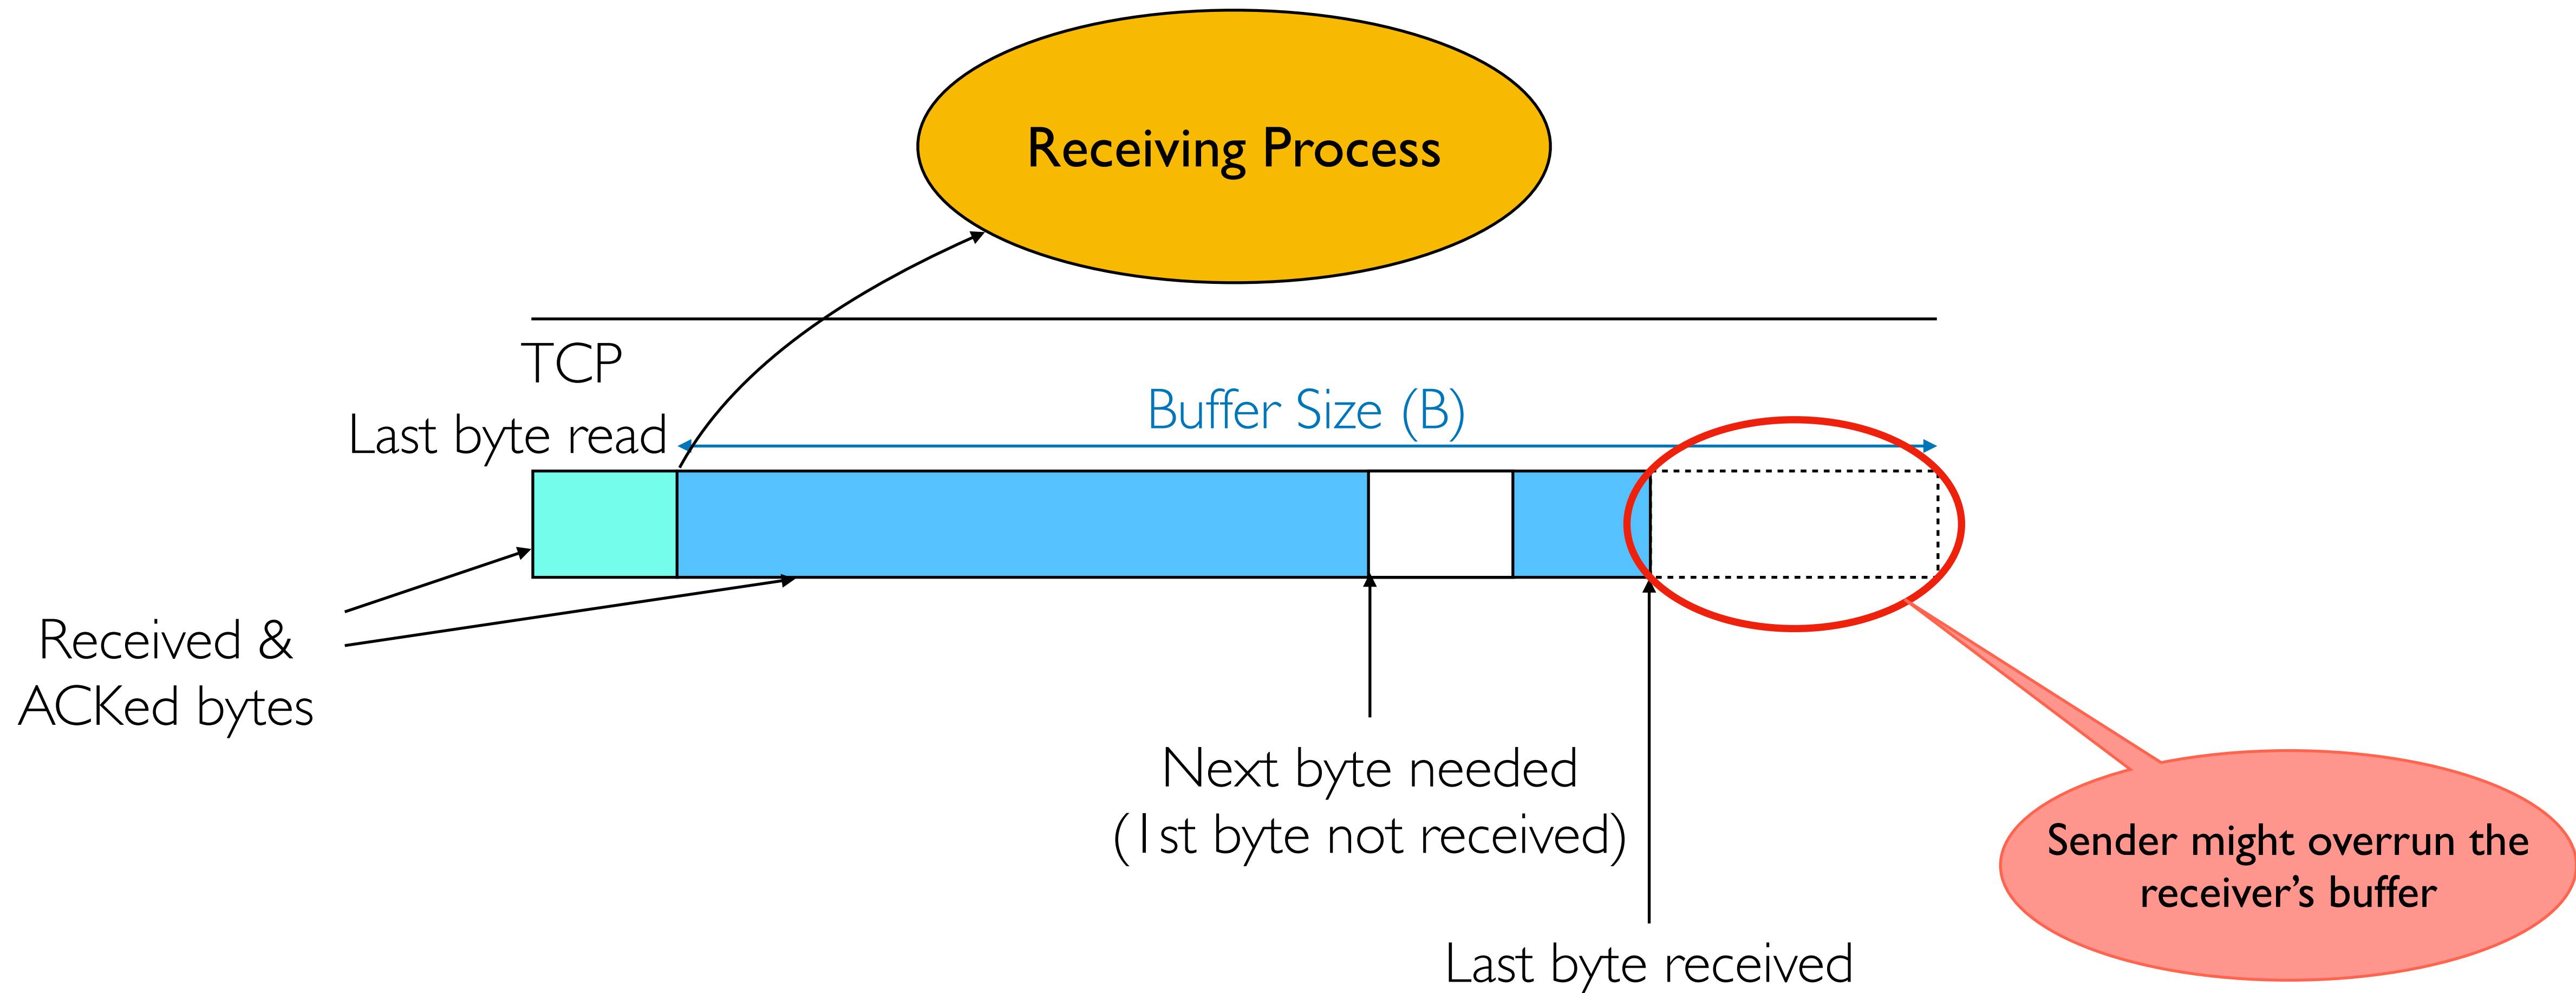 Receiving Process
TCP
Buffer Size (B)
Last byte read
Received &
ACKed bytes
Next byte needed
(1st byte not received)
Sender might overrun the
receiver's buffer
Last byte received